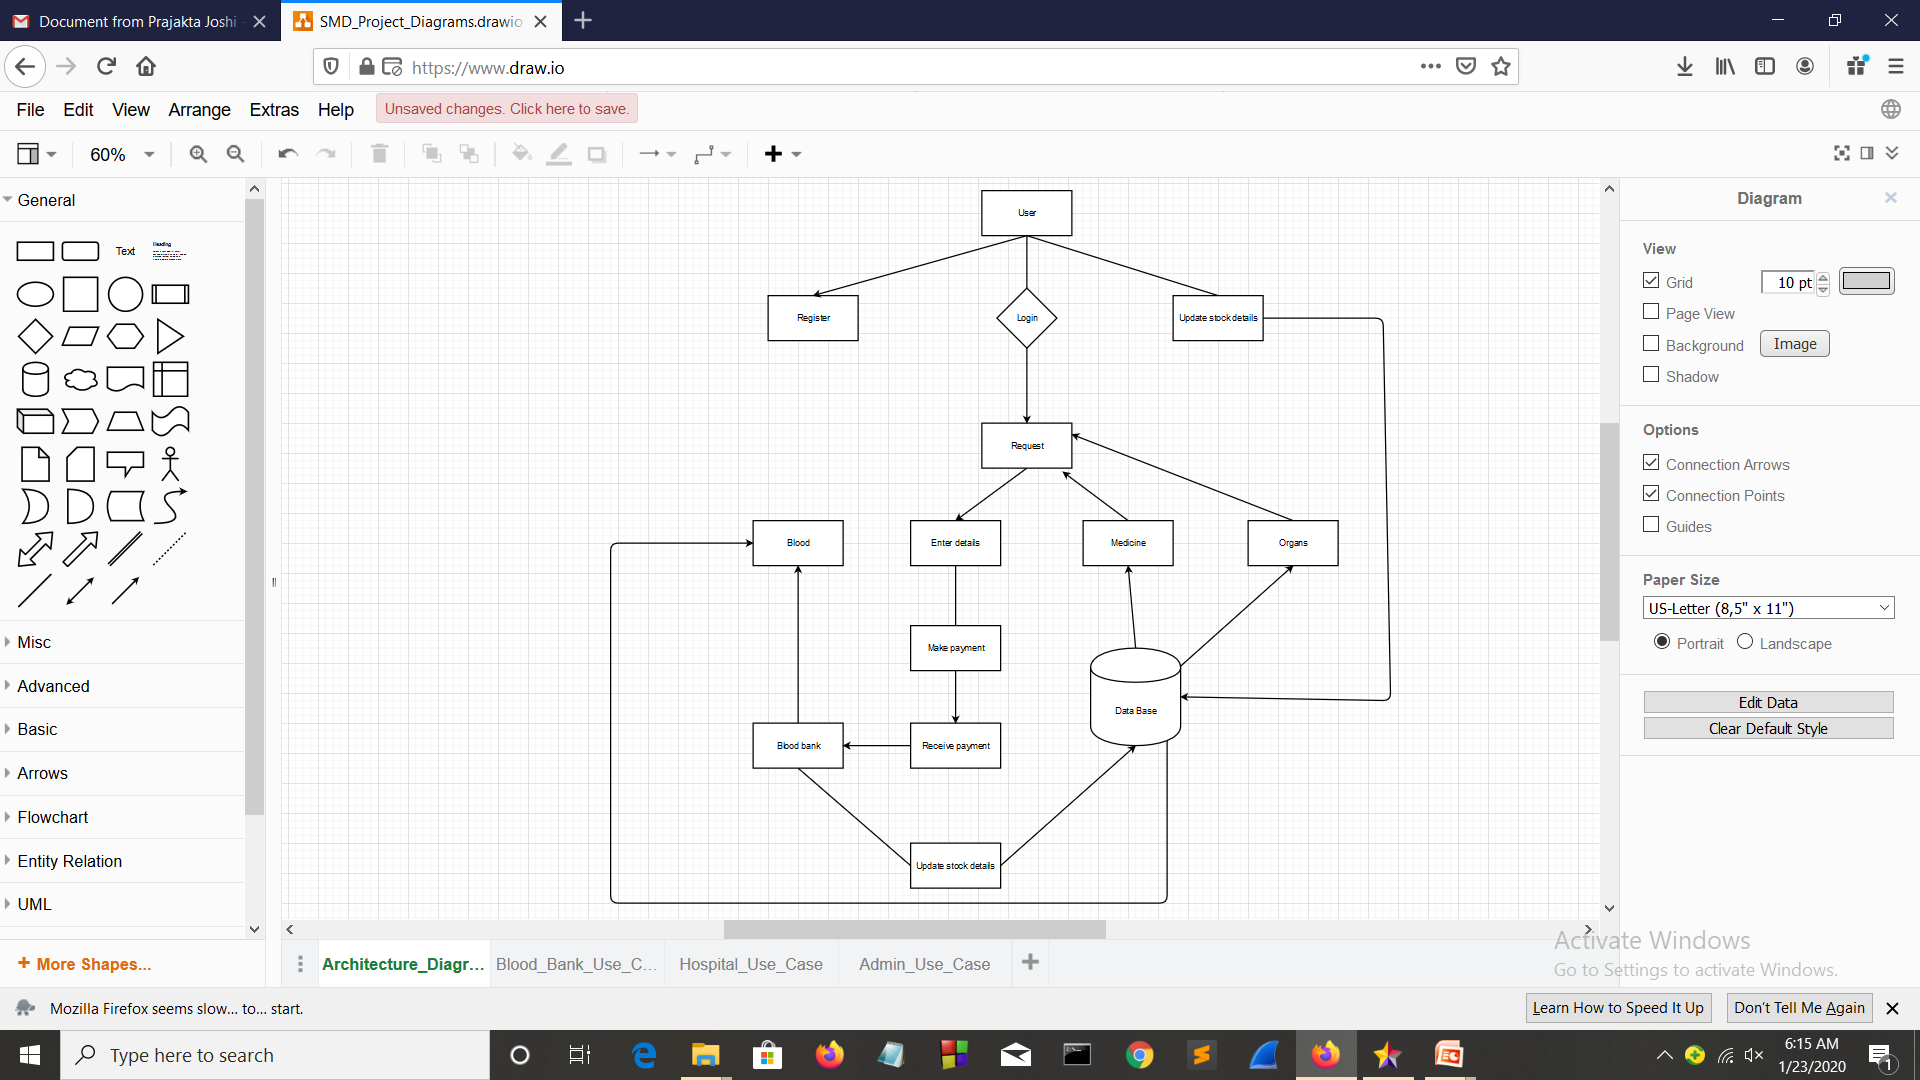 Document from Prajakta Joshi -
SMD_Project_Diagrams.drawio
https://www.draw.io
File Edit View Arrange Extras Help Unsaved changes. Click here to save.
60%
General
Text
Heading
Misc
Advanced
Basic
Arrows
Flowchart
Entity Relation
UML
+ More Shapes...
User
Register
Login
Update stock details
Request
Blood
Enter details
Medicine
Organs
Make payment
Data Base
Blood bank
Receive payment
Update stock details
Diagram
View
Grid 10 pt
Page View
Background Image
Shadow
Options
Connection Arrows
Connection Points
Guides
Paper Size
US-Letter (8,5" x 11")
Portrait Landscape
Edit Data
Clear Default Style
Architecture_Diagr... Blood_Bank_Use_C... Hospital_Use_Case Admin_Use_Case
Activate Windows
Go to Settings to activate Windows.
Mozilla Firefox seems slow... to... start.
Learn How to Speed It Up Don't Tell Me Again
Type here to search
6:15 AM
1/23/2020
1